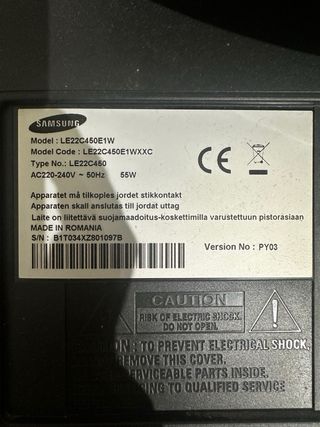 SAMSUNG
Model : LE22C450E1W
Model Code : LE22C450E1WXXC
Type No.: LE22C450
AC220-240V ~ 50Hz 55W
Apparatet må tilkoples jordet stikkontakt
Apparaten skall anslutas till jordat uttag
Laite on liitettävä suojamaadoitus-koskettimilla varustettuun pistorasiaan
MADE IN ROMANIA
S/N : B1T034XZ801097B
Version No : PY03
CAUTION
RISK OF ELECTRIC SHOCK.
DO NOT OPEN.
: TO PREVENT ELECTRICAL SHOCK,
REMOVE THIS COVER.
SERVICEABLE PARTS INSIDE.
SERVICING TO QUALIFIED SERVICE